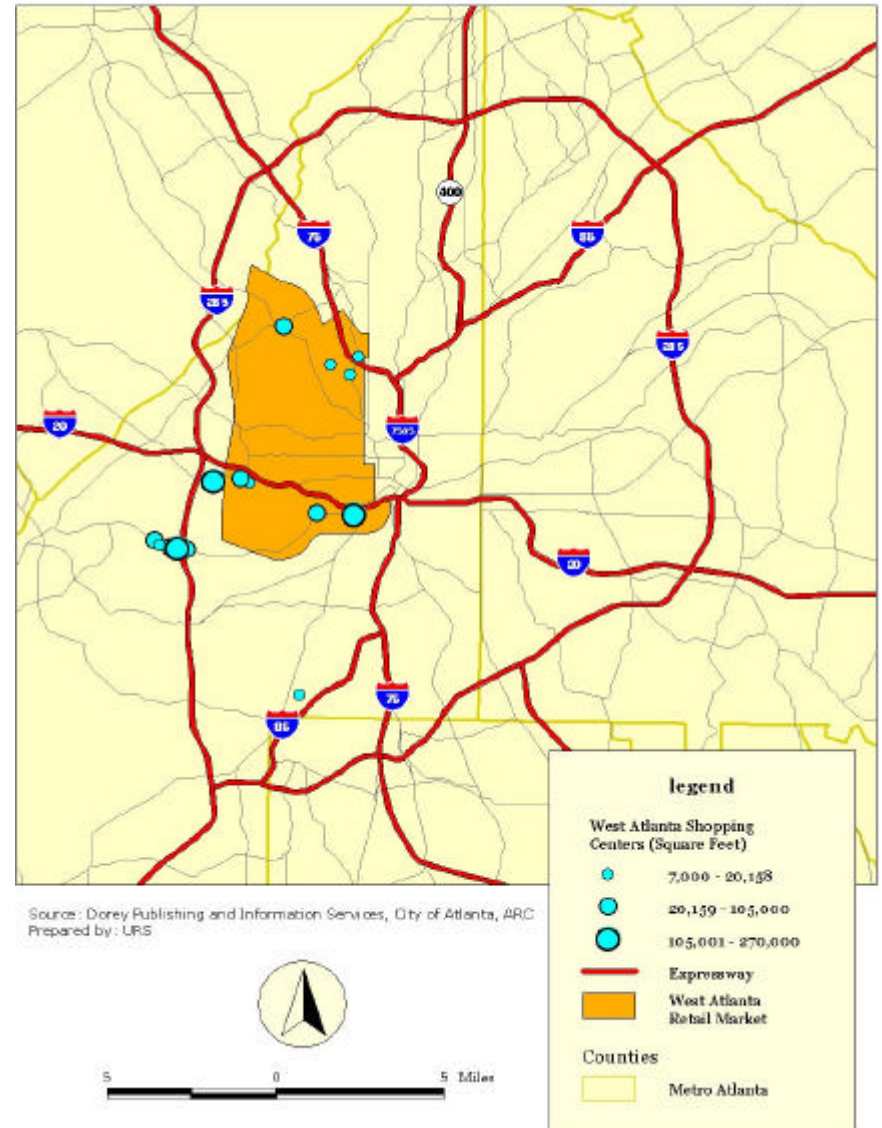 400
75
85
285
285
20
75/85
20
75
85
legend
West Atlanta Shopping
Centers (Square Feet)
7,000 - 20,158
20,159 - 105,000
105,001 - 270,000
Expressway
West Atlanta
Retail Market
Counties
Metro Atlanta
Source: Dorey Publishing and Information Services, City of Atlanta, ARC
Prepared by: URS
5 0 5 Miles